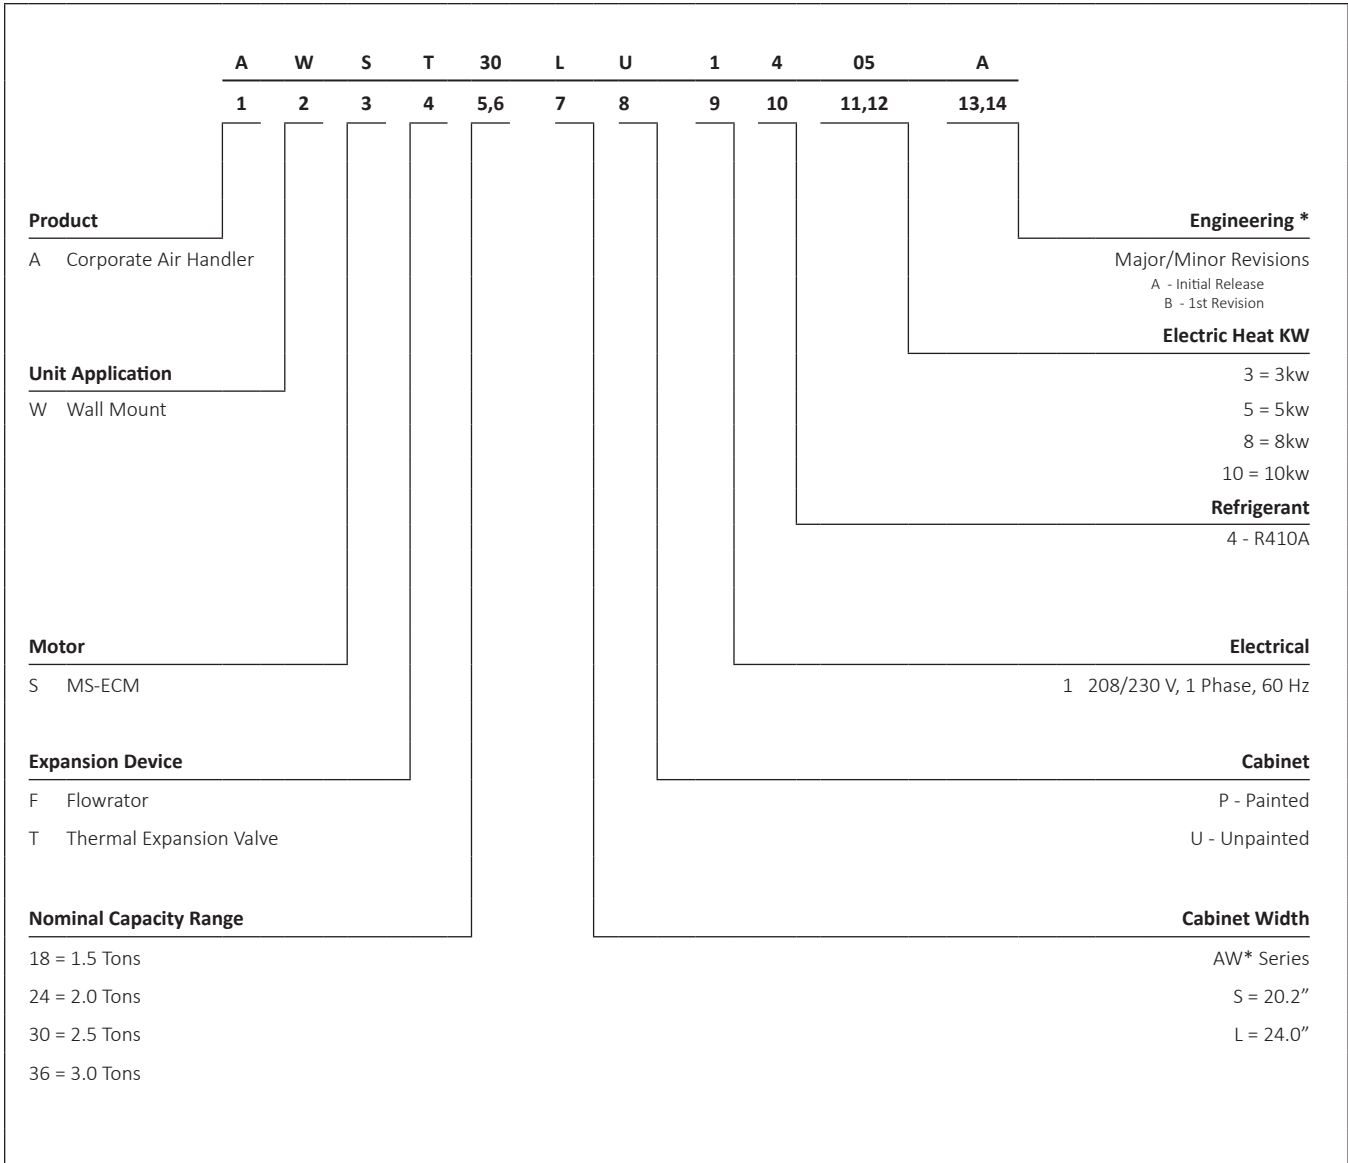 A W S T 30 L U 1 4 05 A
1 2 3 4 5,6 7 8 9 10 11,12 13,14
Product
A Corporate Air Handler
Unit Application
W Wall Mount
Motor
S MS-ECM
Expansion Device
F Flowrator
T Thermal Expansion Valve
Nominal Capacity Range
18 = 1.5 Tons
24 = 2.0 Tons
30 = 2.5 Tons
36 = 3.0 Tons
Engineering *
Major/Minor Revisions
A - Initial Release
B - 1st Revision
Electric Heat KW
3 = 3kw
5 = 5kw
8 = 8kw
10 = 10kw
Refrigerant
4 - R410A
Electrical
1 208/230 V, 1 Phase, 60 Hz
Cabinet
P - Painted
U - Unpainted
Cabinet Width
AW* Series
S = 20.2”
L = 24.0”